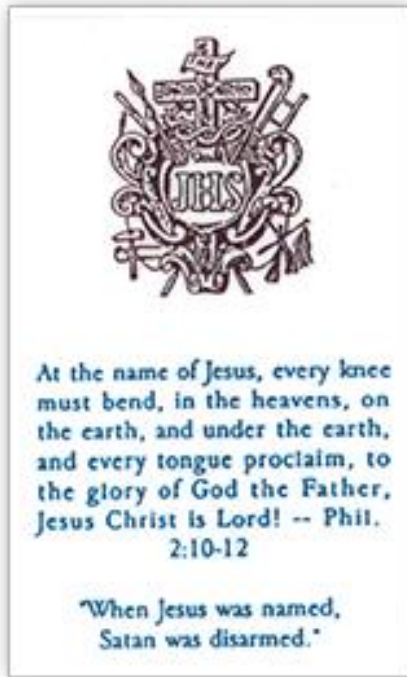 JHS
At the name of Jesus, every knee
must bend, in the heavens, on
the earth, and under the earth,
and every tongue proclaim, to
the glory of God the Father,
Jesus Christ is Lord! -- Phil.
2:10-12
"When Jesus was named,
Satan was disarmed."